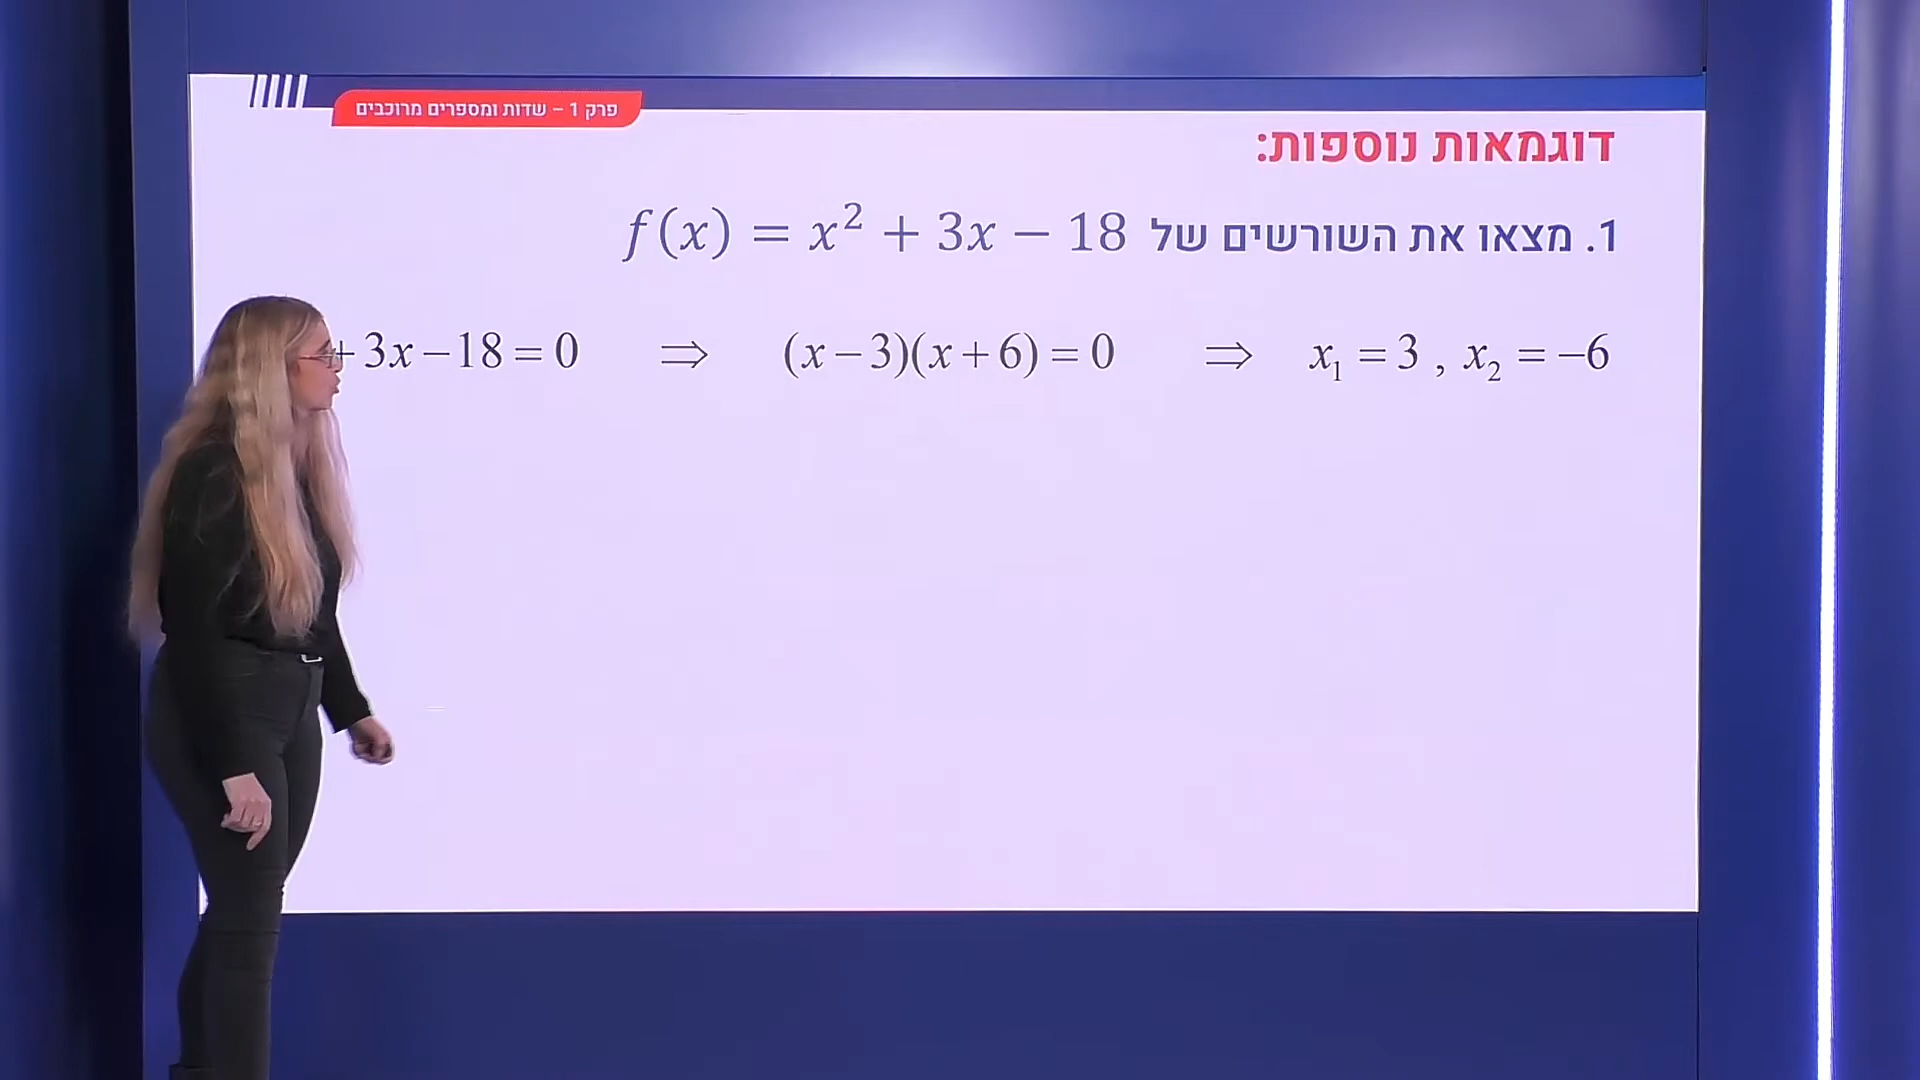 פרק 1 – שדות ומספרים מרוכבים
דוגמאות נוספות:
1. מצאו את השורשים של f(x) = x² + 3x − 18
+3x−18=0 ⇒ (x−3)(x+6)=0 ⇒ x₁ = 3 , x₂ = −6